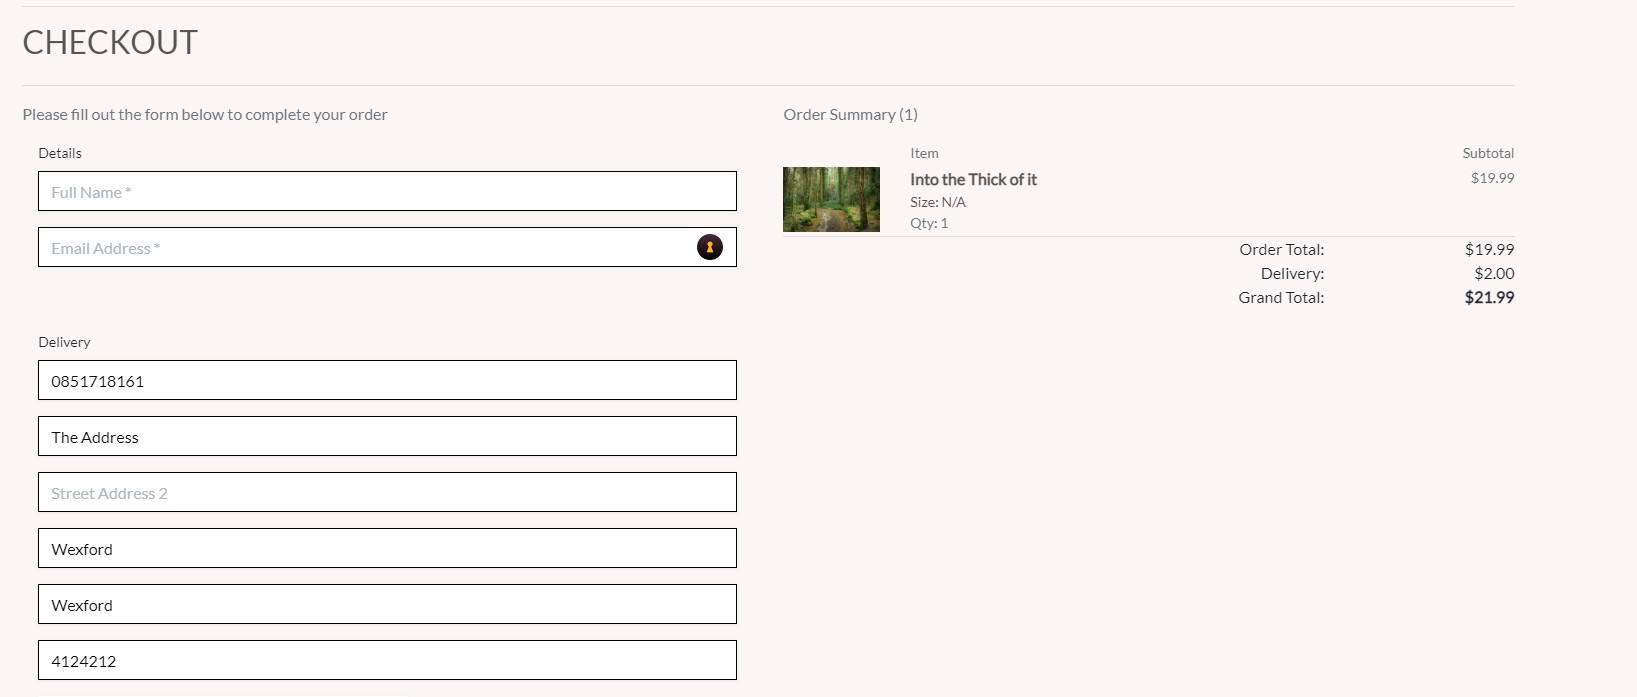 CHECKOUT
Please fill out the form below to complete your order
Details
Full Name *
Email Address *
Delivery
0851718161
The Address
Street Address 2
Wexford
Wexford
4124212
Order Summary (1)
Item Subtotal
Into the Thick of it $19.99
Size: N/A
Qty: 1
Order Total: $19.99
Delivery: $2.00
Grand Total: $21.99